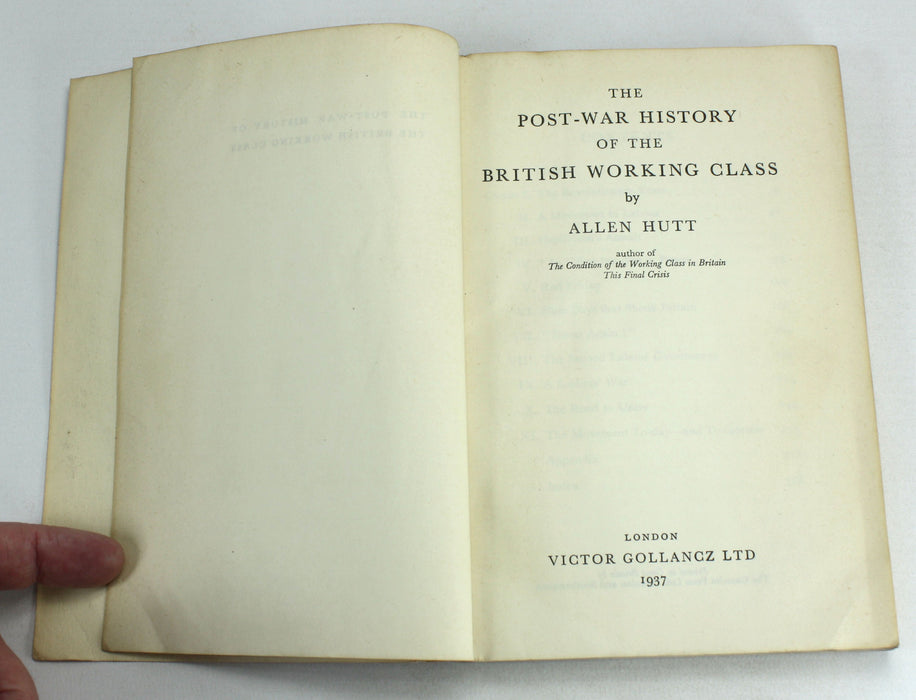 THE
POST-WAR HISTORY
OF THE
BRITISH WORKING CLASS
by
ALLEN HUTT
author of
The Condition of the Working Class in Britain
This Final Crisis
LONDON
VICTOR GOLLANCZ LTD
1937